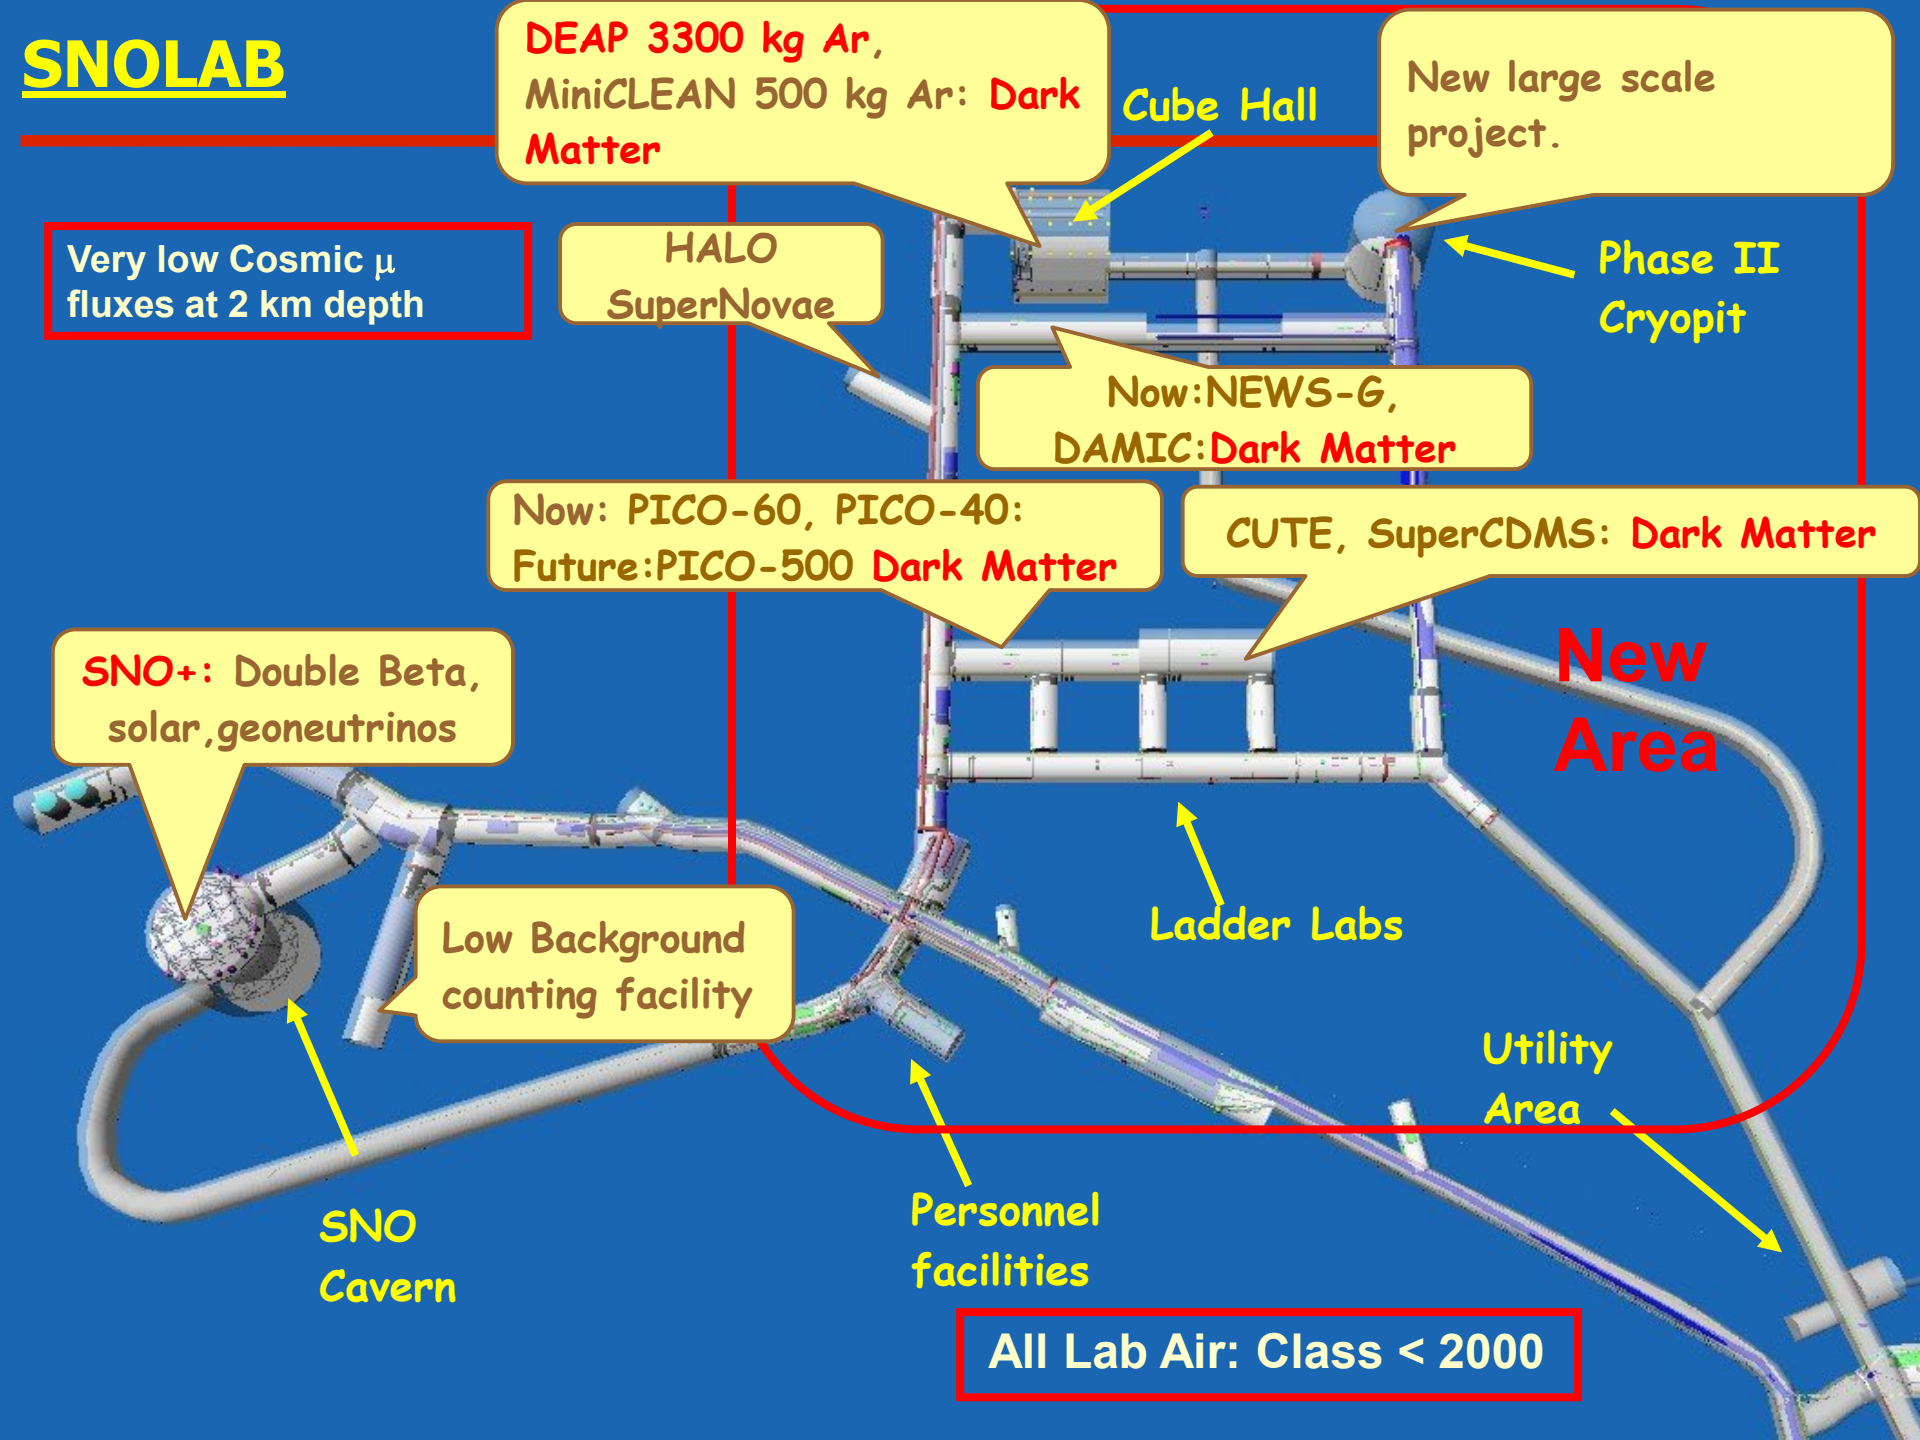 SNOLAB
DEAP 3300 kg Ar,
MiniCLEAN 500 kg Ar: Dark
Matter
Cube Hall
New large scale
project.
Very low Cosmic μ
fluxes at 2 km depth
HALO
SuperNovae
Phase II
Cryopit
Now:NEWS-G,
DAMIC:Dark Matter
Now: PICO-60, PICO-40:
Future:PICO-500 Dark Matter
CUTE, SuperCDMS: Dark Matter
New
Area
SNO+: Double Beta,
solar,geoneutrinos
Low Background
counting facility
Ladder Labs
Utility
Area
SNO
Cavern
Personnel
facilities
All Lab Air: Class < 2000